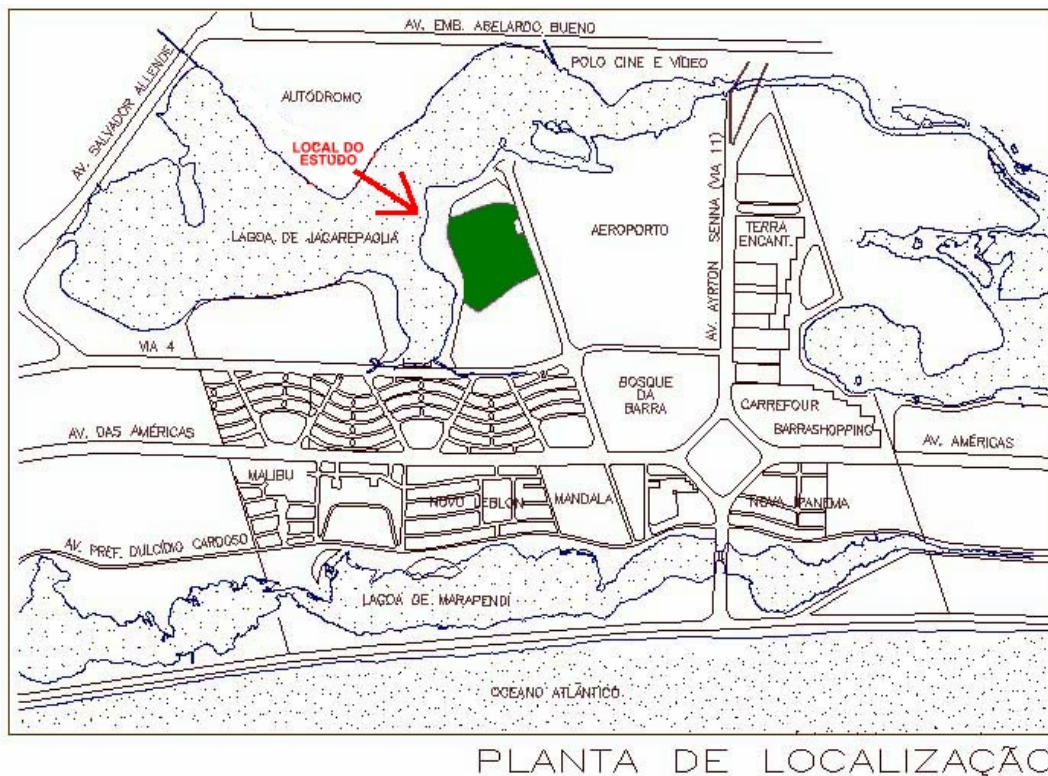 AV. EMB. ABELARDO BUENO
POLO CINE E VÍDEO
AUTÓDROMO
AV. SALVADOR ALLENDE
LOCAL DO
ESTUDO
LAGOA DE JACAREPAGUÁ
AEROPORTO
AV. AYRTON SENNA (VIA 11)
TERRA
ENCANT.
VIA 4
BOSQUE
DA
BARRA
CARREFOUR
BARRASHOPPING
AV. DAS AMÉRICAS
AV. AMÉRICAS
MALIBU
NOVO LEBLON
MANDALA
NOVA IPANEMA
AV. PREF. DULCÍDIO CARDOSO
LAGOA DE MARAPENDI
OCEANO ATLÂNTICO
PLANTA DE LOCALIZAÇÃO